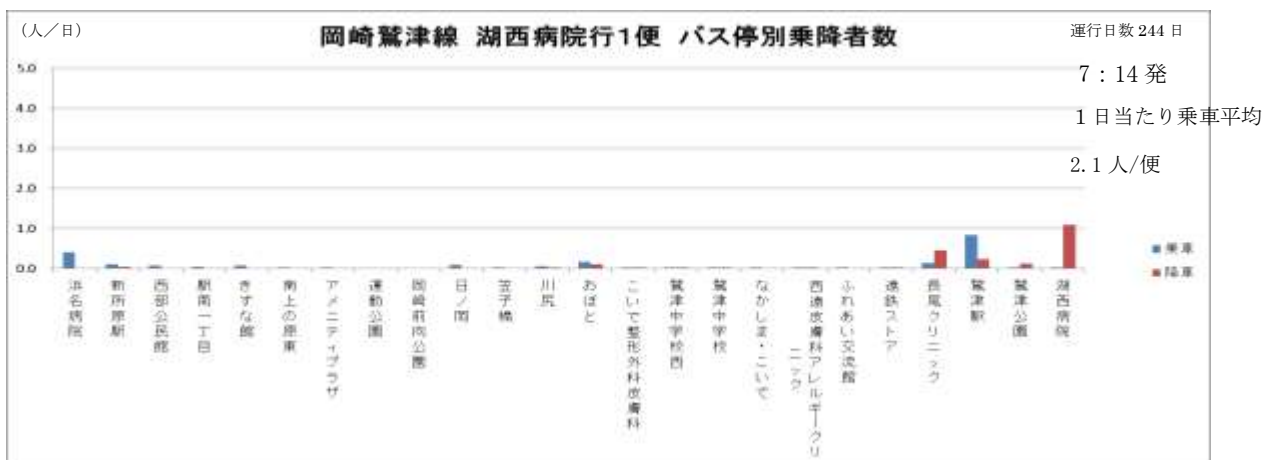 (人/日)
岡崎鷲津線 湖西病院行1便 バス停別乗降者数
運行日数 244 日
7:14 発
1日当たり乗車平均
2.1 人/便
5.0
4.0
3.0
2.0
1.0
0.0
乗車
降車
浜名病院
新所原駅
西部公民館
駅南一丁目
きずな館
南上の原東
アメニティプラザ
運動公園
岡崎前向公園
日ノ岡
笠子橋
川尻
おぼと
こいで整形外科皮膚科
鷲津中学校西
鷲津中学校
なかしま・こいで
西遠皮膚科アレルギークリ
ニック
ふれあい交流館
遠鉄ストア
長尾クリニック
鷲津駅
鷲津公園
湖西病院